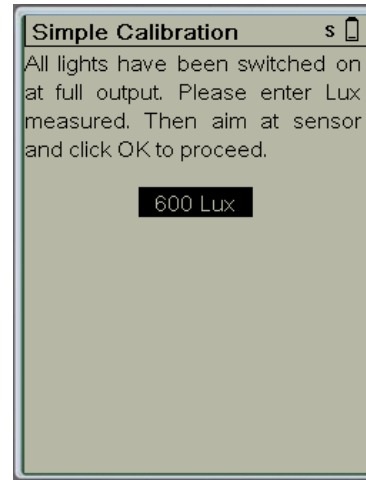 Simple Calibration s
All lights have been switched on
at full output. Please enter Lux
measured. Then aim at sensor
and click OK to proceed.
600 Lux